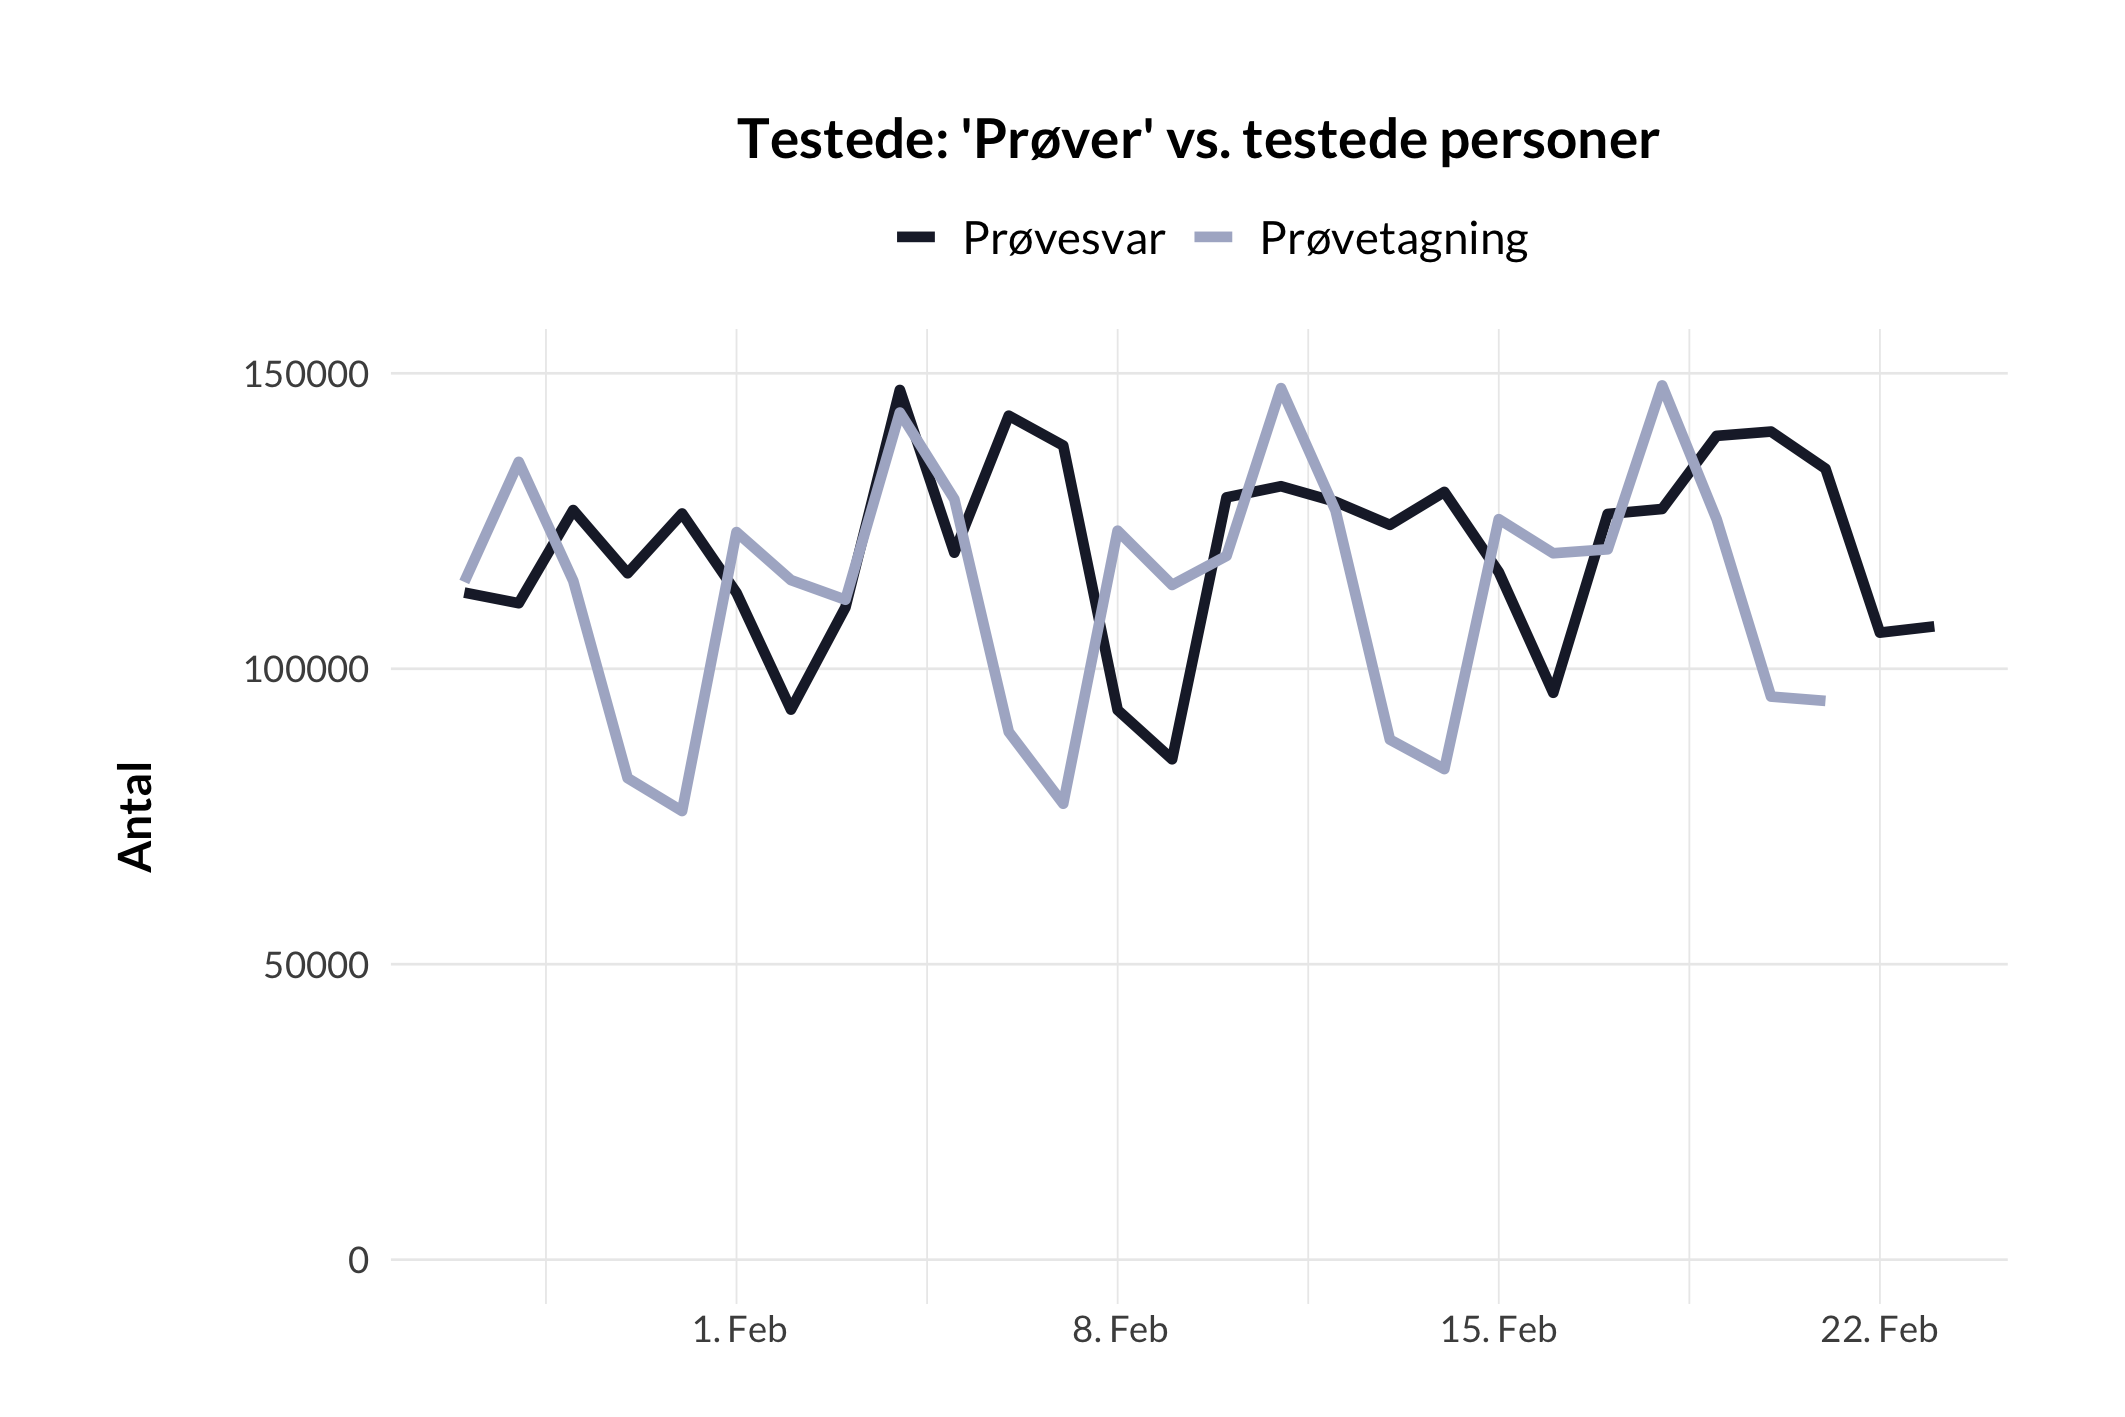 Testede: 'Prøver' vs. testede personer
Prøvesvar Prøvetagning
150000
100000
50000
0
Antal
1. Feb 8. Feb 15. Feb 22. Feb